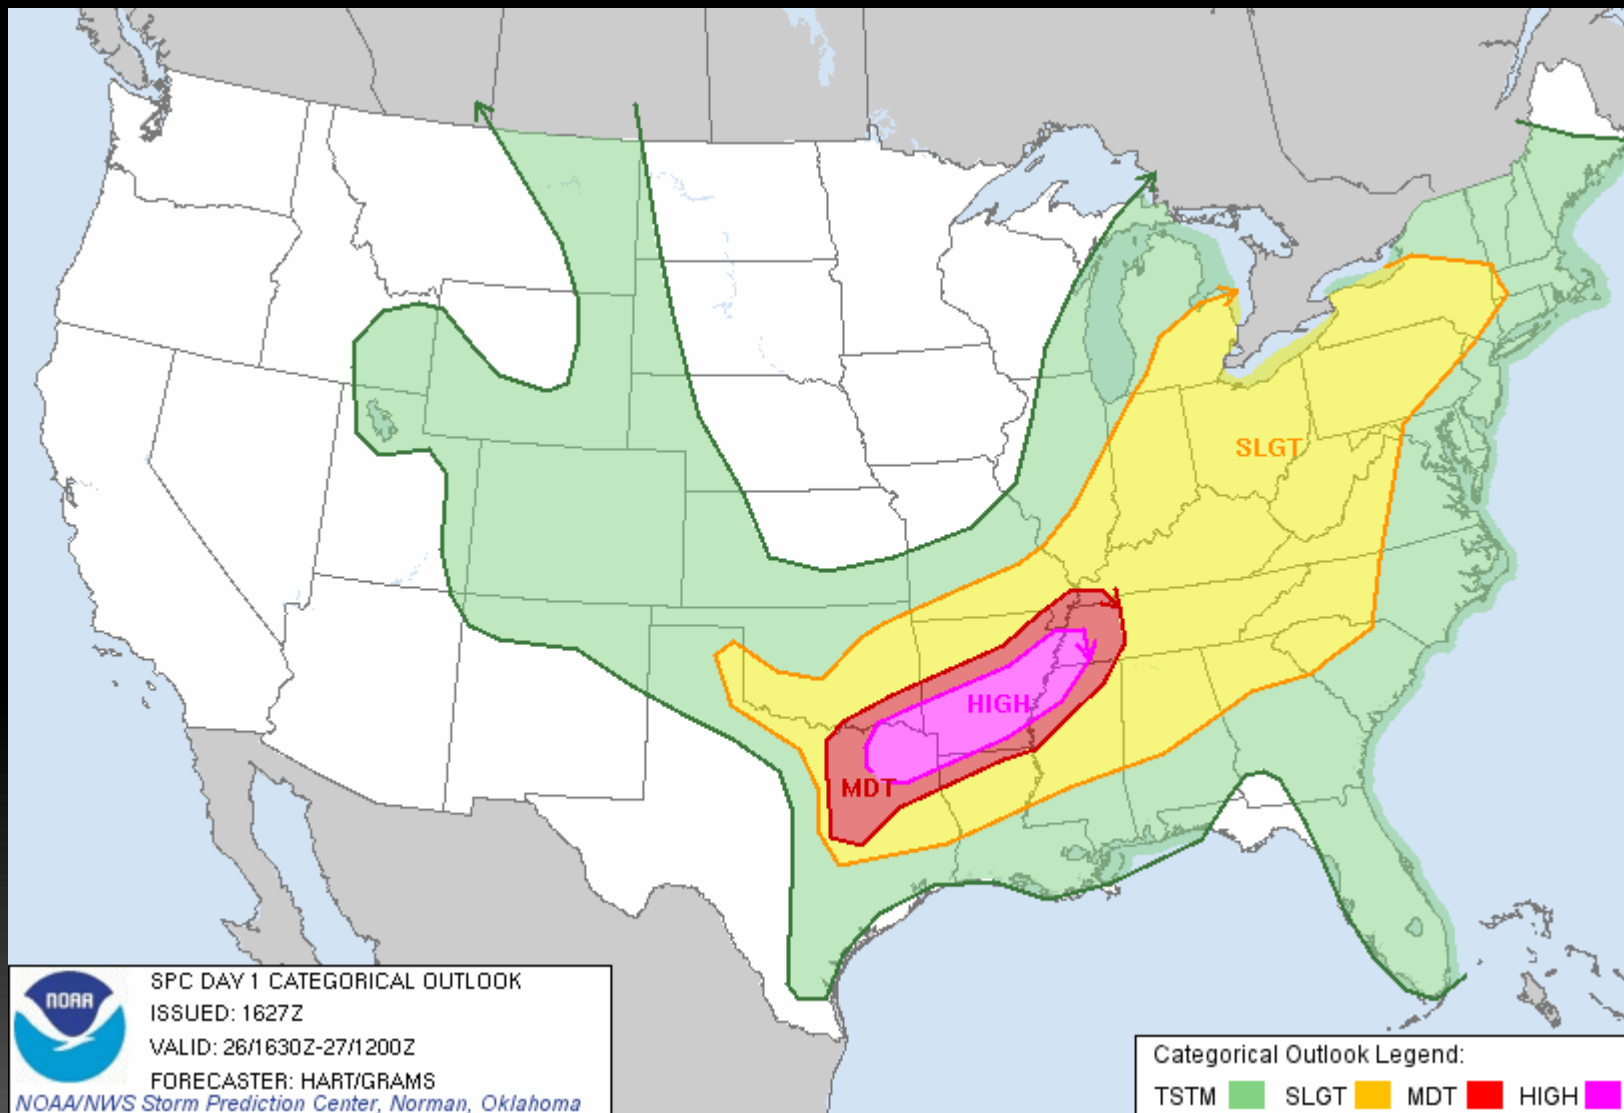 SLGT
HIGH
MDT
NOAA
SPC DAY 1 CATEGORICAL OUTLOOK
ISSUED: 1627Z
VALID: 26/1630Z-27/1200Z
FORECASTER: HART/GRAMS
NOAA/NWS Storm Prediction Center, Norman, Oklahoma
Categorical Outlook Legend:
TSTM SLGT MDT HIGH